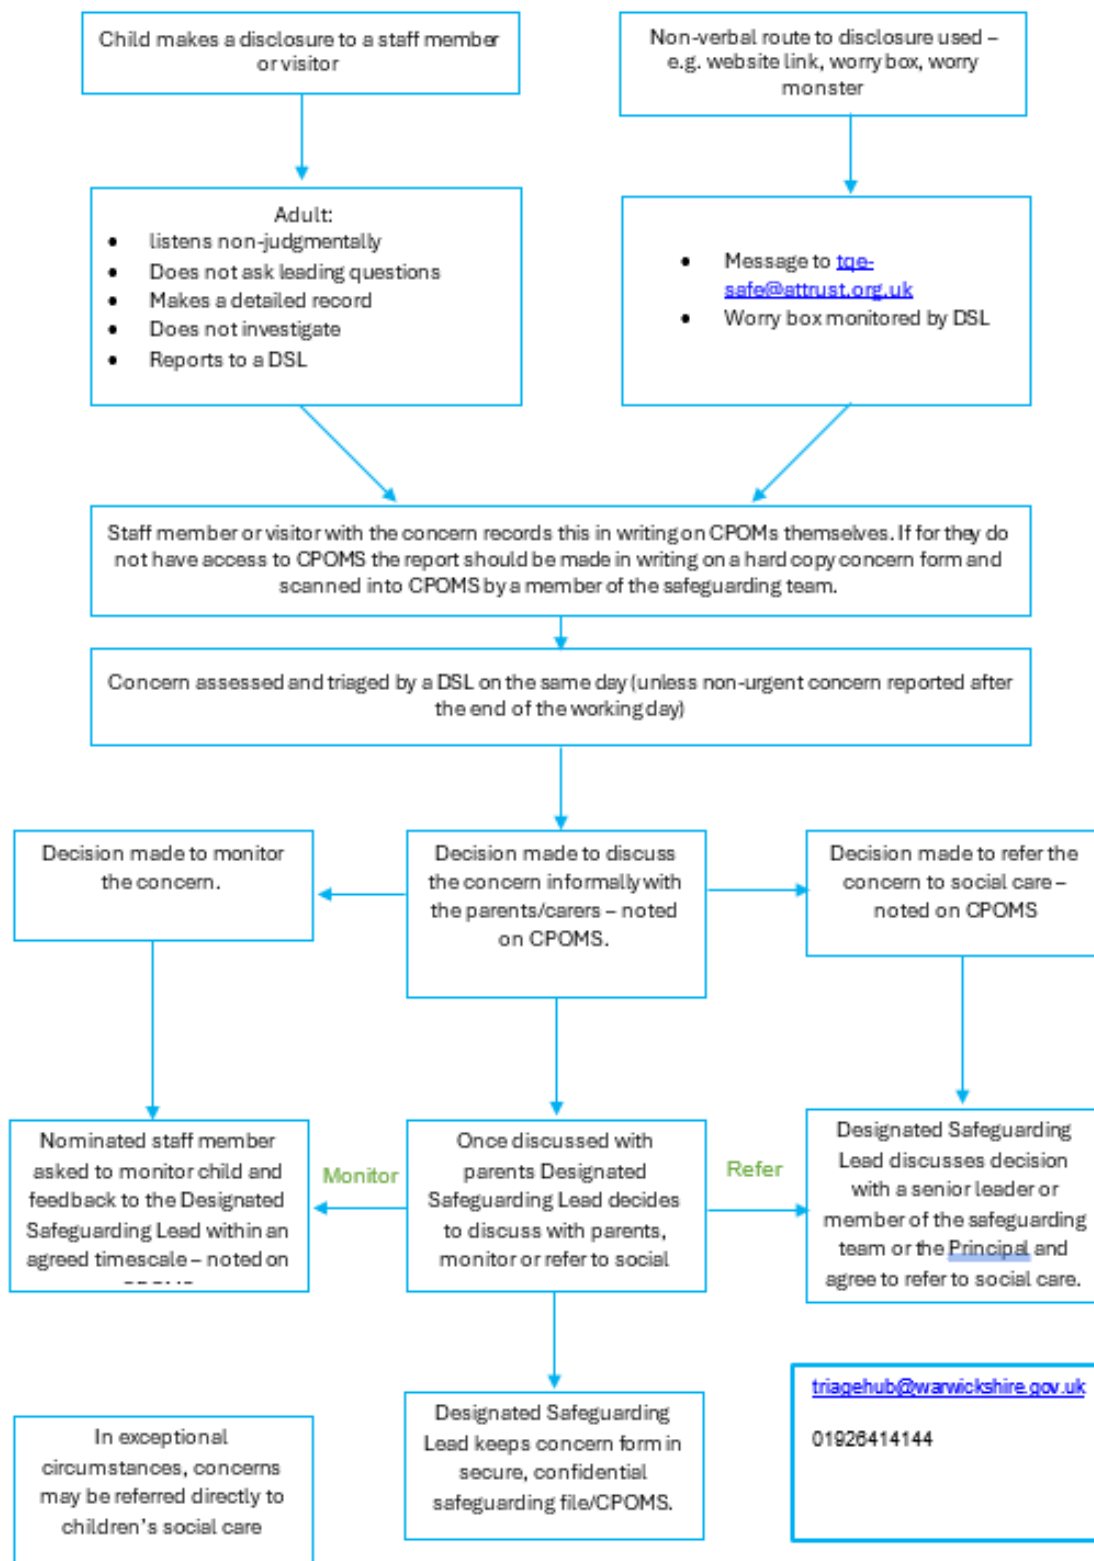 Child makes a disclosure to a staff member
or visitor
Non-verbal route to disclosure used –
e.g. website link, worry box, worry
monster
Adult:
• listens non-judgmentally
• Does not ask leading questions
• Makes a detailed record
• Does not investigate
• Reports to a DSL
• Message to tqe-
safe@attrust.org.uk
• Worry box monitored by DSL
Staff member or visitor with the concern records this in writing on CPOMs themselves. If for they do
not have access to CPOMS the report should be made in writing on a hard copy concern form and
scanned into CPOMS by a member of the safeguarding team.
Concern assessed and triaged by a DSL on the same day (unless non-urgent concern reported after
the end of the working day)
Decision made to monitor
the concern.
Decision made to discuss
the concern informally with
the parents/carers – noted
on CPOMS.
Decision made to refer the
concern to social care –
noted on CPOMS
Nominated staff member
asked to monitor child and
feedback to the Designated
Safeguarding Lead within an
agreed timescale – noted on
Monitor
Once discussed with
parents Designated
Safeguarding Lead decides
to discuss with parents,
monitor or refer to social
Refer
Designated Safeguarding
Lead discusses decision
with a senior leader or
member of the safeguarding
team or the Principal and
agree to refer to social care.
In exceptional
circumstances, concerns
may be referred directly to
children's social care
Designated Safeguarding
Lead keeps concern form in
secure, confidential
safeguarding file/CPOMS.
triagehub@warwickshire.gov.uk
01926414144